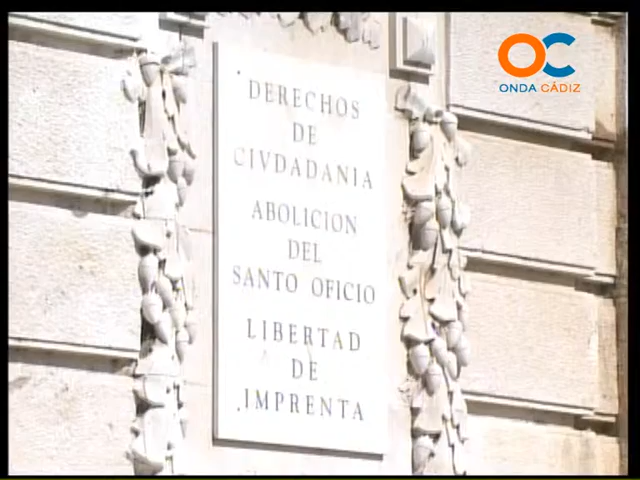 OC
ONDA CÁDIZ
DERECHOS
DE
CIVDADANIA
ABOLICION
DEL
SANTO OFICIO
LIBERTAD
DE
IMPRENTA